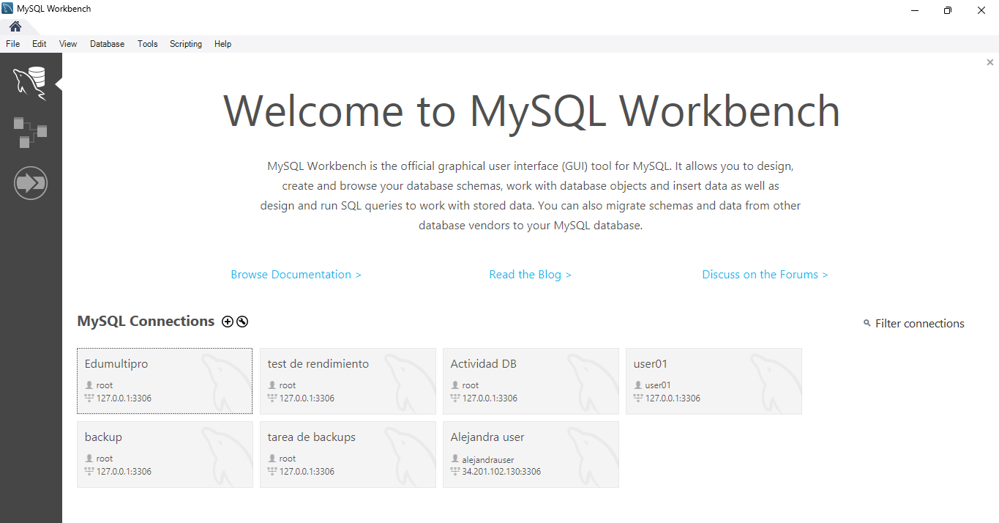 MySQL Workbench
File Edit View Database Tools Scripting Help
Welcome to MySQL Workbench
MySQL Workbench is the official graphical user interface (GUI) tool for MySQL. It allows you to design,
create and browse your database schemas, work with database objects and insert data as well as
design and run SQL queries to work with stored data. You can also migrate schemas and data from other
database vendors to your MySQL database.
Browse Documentation > Read the Blog > Discuss on the Forums >
MySQL Connections
Filter connections
Edumultipro
root
127.0.0.1:3306
test de rendimiento
root
127.0.0.1:3306
Actividad DB
root
127.0.0.1:3306
user01
user01
127.0.0.1:3306
backup
root
127.0.0.1:3306
tarea de backups
root
127.0.0.1:3306
Alejandra user
alejandrauser
34.201.102.130:3306